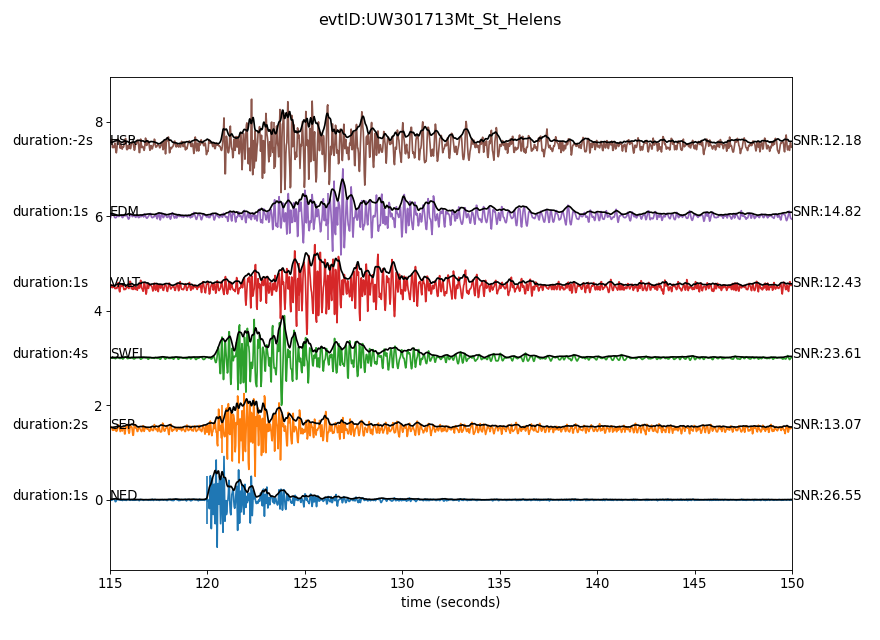 evtID:UW301713Mt_St_Helens
8
duration:-2s HSR SNR:12.18
duration:1s EDM SNR:14.82
6
duration:1s VALT SNR:12.43
4
duration:4s SWFL SNR:23.61
2
duration:2s SEP SNR:13.07
duration:1s NED SNR:26.55
0
115 120 125 130 135 140 145 150
time (seconds)